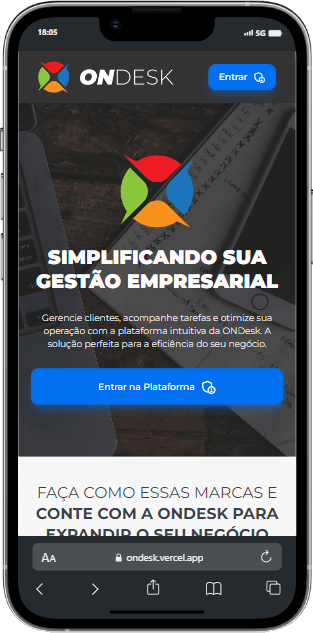 18:05
5G
ONDESK
Entrar
SIMPLIFICANDO SUA
GESTÃO EMPRESARIAL
Gerencie clientes, acompanhe tarefas e otimize sua
operação com a plataforma intuitiva da ONDesk. A
solução perfeita para a eficiência do seu negócio.
Entrar na Plataforma
FAÇA COMO ESSAS MARCAS E
CONTE COM A ONDESK PARA
EXPANDIR O SEU NEGÓCIO
AA
ondesk.vercel.app